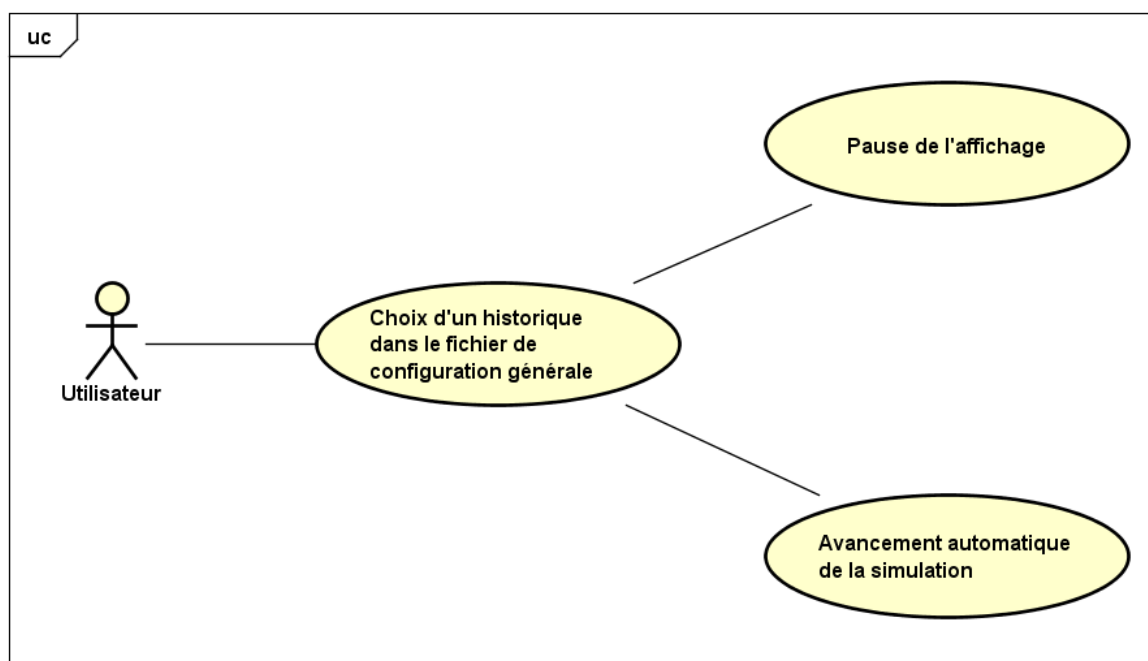 uc
Pause de l'affichage
Choix d'un historique
dans le fichier de
configuration générale
Utilisateur
Avancement automatique
de la simulation